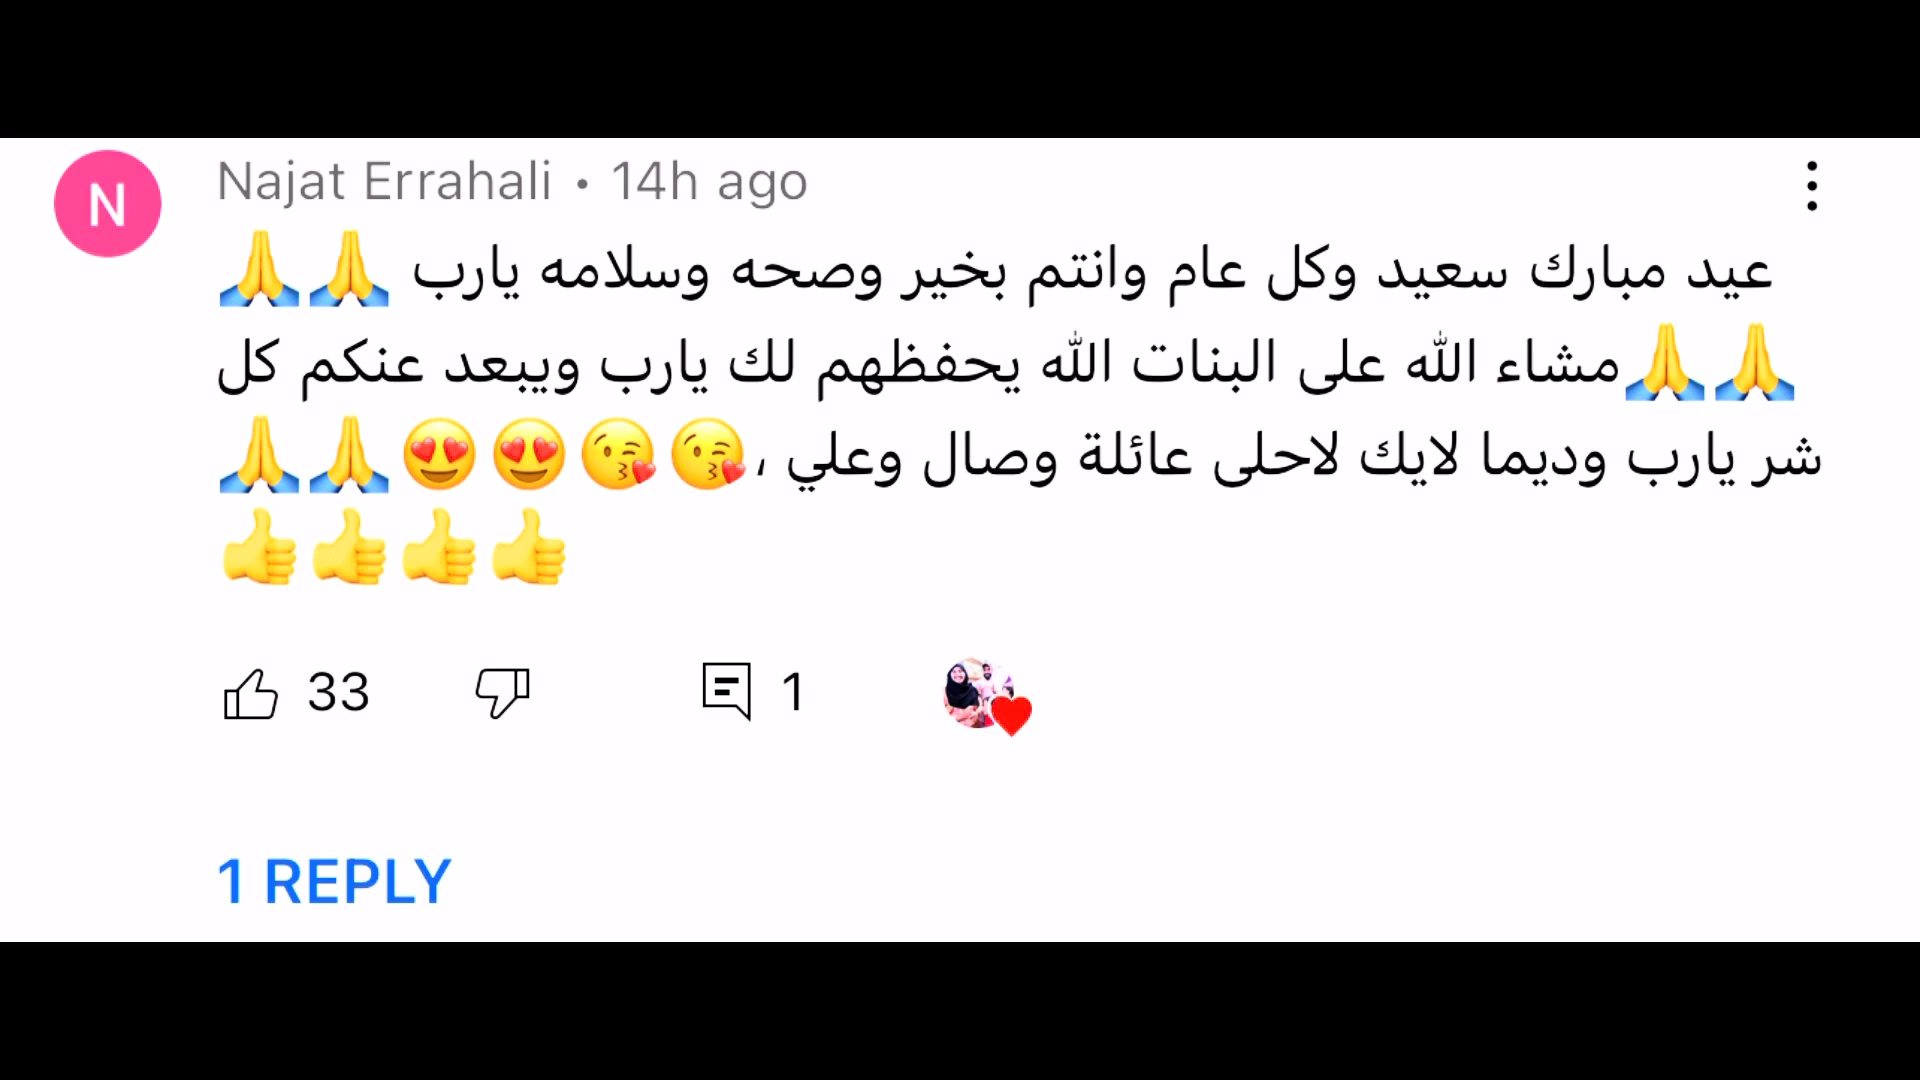 N
Najat Errahali • 14h ago
عيد مبارك سعيد وكل عام وانتم بخير وصحه وسلامه يارب 🙏🙏
🙏🙏مشاء الله على البنات الله يحفظهم لك يارب ويبعد عنكم كل
شر يارب وديما لايك لاحلى عائلة وصال وعلي ،😘😘😍😍🙏🙏
👍👍👍👍
33
1
1 REPLY